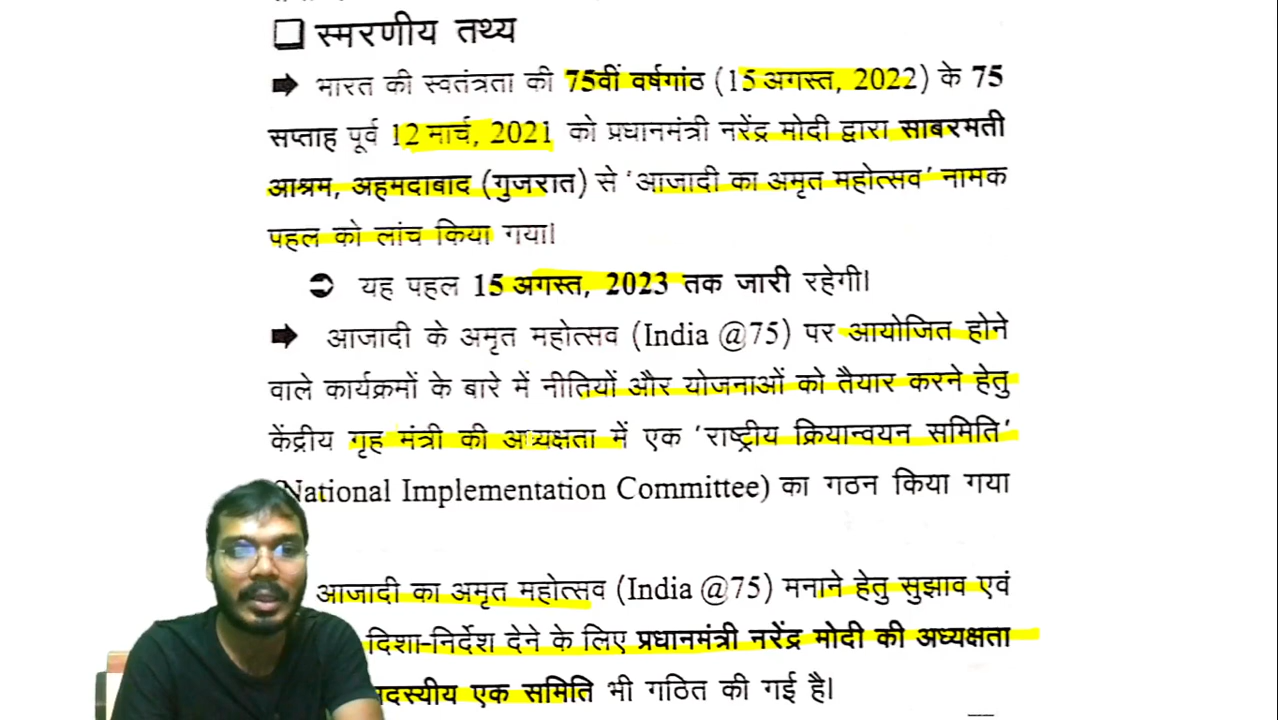 स्मरणीय तथ्य
भारत की स्वतंत्रता की 75वीं वर्षगांठ (15 अगस्त, 2022) के 75
सप्ताह पूर्व 12 मार्च, 2021 को प्रधानमंत्री नरेंद्र मोदी द्वारा साबरमती
आश्रम, अहमदाबाद (गुजरात) से 'आजादी का अमृत महोत्सव' नामक
पहल को लांच किया गया।
यह पहल 15 अगस्त, 2023 तक जारी रहेगी।
आजादी के अमृत महोत्सव (India @75) पर आयोजित होने
वाले कार्यक्रमों के बारे में नीतियों और योजनाओं को तैयार करने हेतु
केंद्रीय गृह मंत्री की अध्यक्षता में एक 'राष्ट्रीय क्रियान्वयन समिति'
(National Implementation Committee) का गठन किया गया
आजादी का अमृत महोत्सव (India @75) मनाने हेतु सुझाव एवं
दिशा-निर्देश देने के लिए प्रधानमंत्री नरेंद्र मोदी की अध्यक्षता
एक समिति भी गठित की गई है।